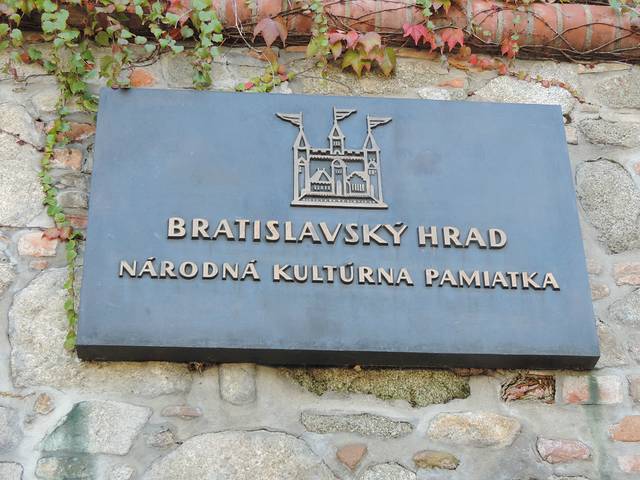 BRATISLAVSKÝ HRAD
NÁRODNÁ KULTÚRNA PAMIATKA